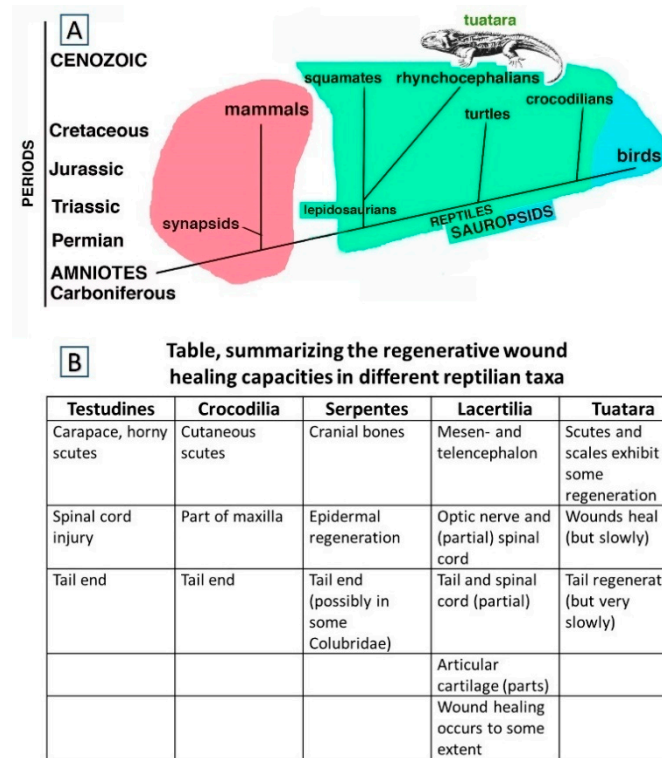 A
tuatara
PERIODS
CENOZOIC
squamates
rhynchocephalians
mammals
crocodilians
Cretaceous
turtles
Jurassic
birds
Triassic
lepidosaurians
synapsids
REPTILES
SAUROPSIDS
Permian
AMNIOTES
Carboniferous
B
Table, summarizing the regenerative wound
healing capacities in different reptilian taxa
Testudines
Crocodilia
Serpentes
Lacertilia
Tuatara
Carapace, horny
scutes
Cutaneous
scutes
Cranial bones
Mesen- and
telencephalon
Scutes and
scales exhibit
some
regeneration
Spinal cord
injury
Part of maxilla
Epidermal
regeneration
Optic nerve and
(partial) spinal
cord
Wounds heal
(but slowly)
Tail end
Tail end
Tail end
(possibly in
some
Colubridae)
Tail and spinal
cord (partial)
Tail regenerat
(but very
slowly)
Articular
cartilage (parts)
Wound healing
occurs to some
extent